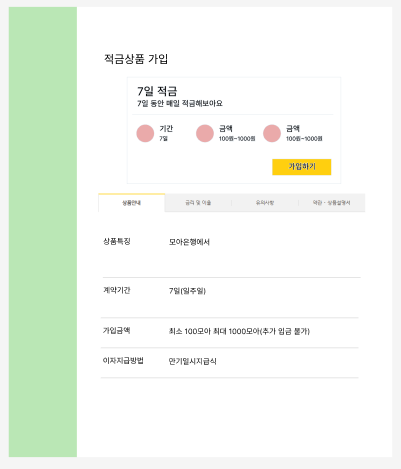 적금상품 가입
7일 적금
7일 동안 매일 적금해보아요
기간 금액 금액
7일 100원~1000원 100원~1000원
가입하기
상품안내 금리 및 이율 유의사항 약관 · 상품설명서
상품특징 모아은행에서
계약기간 7일(일주일)
가입금액 최소 100모아 최대 1000모아(추가 입금 불가)
이자지급방법 만기일시지급식